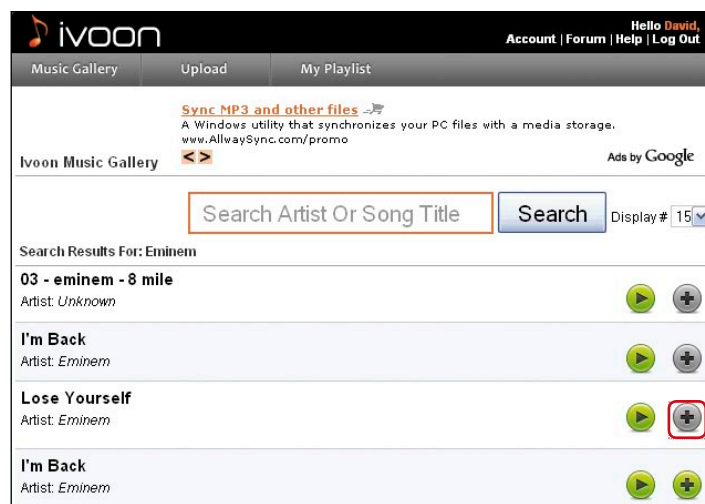 ivoon
Hello David,
Account | Forum | Help | Log Out
Music Gallery Upload My Playlist
Sync MP3 and other files
A Windows utility that synchronizes your PC files with a media storage.
www.AllwaySync.com/promo
Ivoon Music Gallery < > Ads by Google
Search Artist Or Song Title Search Display # 15
Search Results For: Eminem
03 - eminem - 8 mile
Artist: Unknown
I'm Back
Artist: Eminem
Lose Yourself
Artist: Eminem
I'm Back
Artist: Eminem